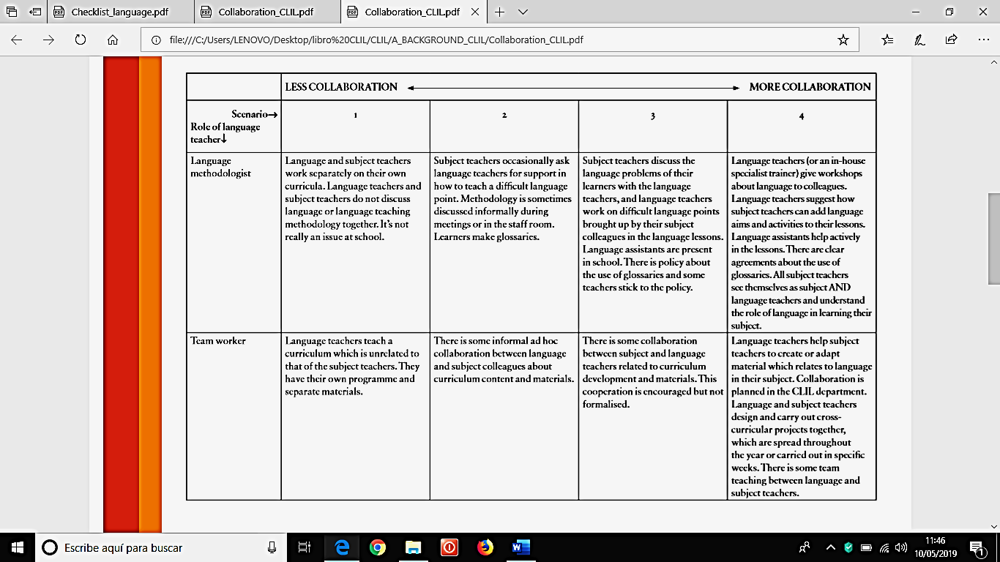 Checklist_language.pdf
Collaboration_CLIL.pdf
Collaboration_CLIL.pdf
file:///C:/Users/LENOVO/Desktop/libro%20CLIL/CLIL/A_BACKGROUND_CLIL/Collaboration_CLIL.pdf
LESS COLLABORATION
MORE COLLABORATION
Scenario→
Role of language
teacher↓
1
2
3
4
Language
methodologist
Language and subject teachers
work separately on their own
curricula. Language teachers and
subject teachers do not discuss
language or language teaching
methodology together. It's not
really an issue at school.
Subject teachers occasionally ask
language teachers for support in
how to teach a difficult language
point. Methodology is sometimes
discussed informally during
meetings or in the staff room.
Learners make glossaries.
Subject teachers discuss the
language problems of their
learners with the language
teachers, and language teachers
work on difficult language points
brought up by their subject
colleagues in the language lessons.
Language assistants are present
in school. There is policy about
the use of glossaries and some
teachers stick to the policy.
Language teachers (or an in-house
specialist trainer) give workshops
about language to colleagues.
Language teachers suggest how
subject teachers can add language
aims and activities to their lessons.
Language assistants help actively
in the lessons. There are clear
agreements about the use of
glossaries. All subject teachers
see themselves as subject AND
language teachers and understand
the role of language in learning their
subject.
Team worker
Language teachers teach a
curriculum which is unrelated to
that of the subject teachers. They
have their own programme and
separate materials.
There is some informal ad hoc
collaboration between language
and subject colleagues about
curriculum content and materials.
There is some collaboration
between subject and language
teachers related to curriculum
development and materials. This
cooperation is encouraged but not
formalised.
Language teachers help subject
teachers to create or adapt
material which relates to language
in their subject. Collaboration is
planned in the CLIL department.
Language and subject teachers
design and carry out cross-
curricular projects together,
which are spread throughout
the year or carried out in specific
weeks. There is some team
teaching between language and
subject teachers.
Escribe aquí para buscar
11:46
10/05/2019
1